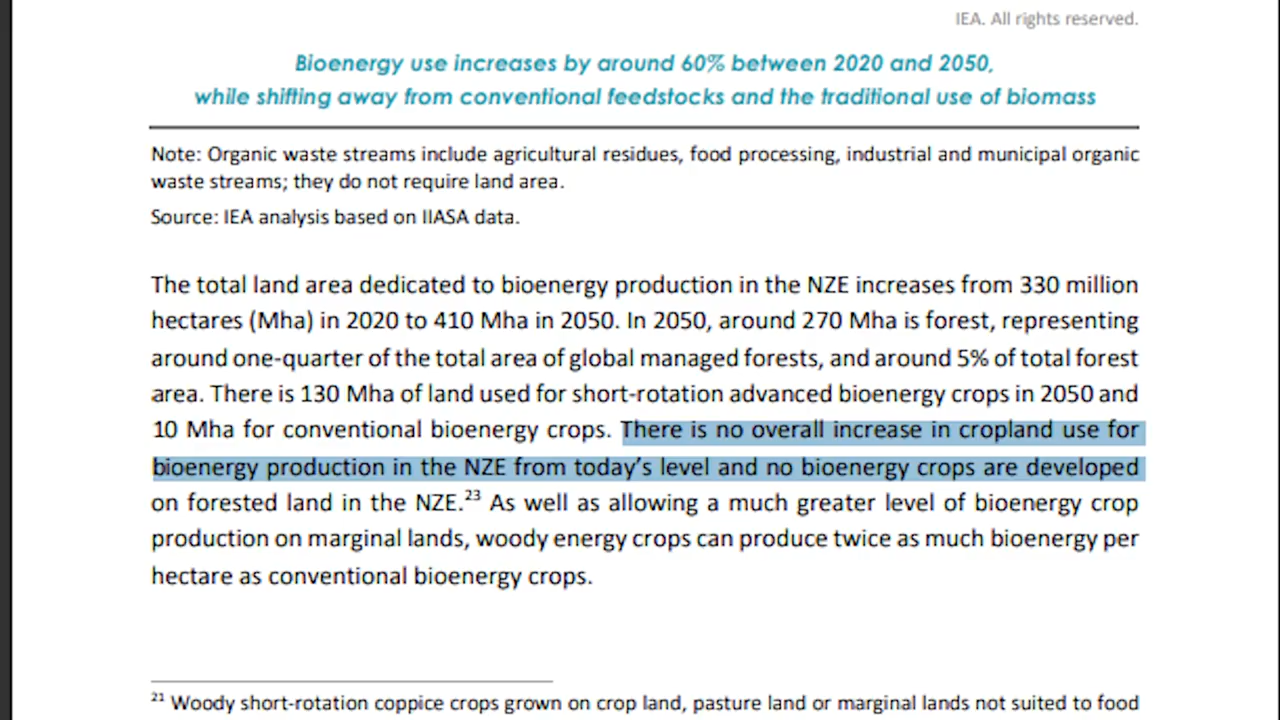 IEA. All rights reserved.
Bioenergy use increases by around 60% between 2020 and 2050,
while shifting away from conventional feedstocks and the traditional use of biomass
Note: Organic waste streams include agricultural residues, food processing, industrial and municipal organic
waste streams; they do not require land area.
Source: IEA analysis based on IIASA data.
The total land area dedicated to bioenergy production in the NZE increases from 330 million
hectares (Mha) in 2020 to 410 Mha in 2050. In 2050, around 270 Mha is forest, representing
around one-quarter of the total area of global managed forests, and around 5% of total forest
area. There is 130 Mha of land used for short-rotation advanced bioenergy crops in 2050 and
10 Mha for conventional bioenergy crops. There is no overall increase in cropland use for
bioenergy production in the NZE from today's level and no bioenergy crops are developed
on forested land in the NZE.²³ As well as allowing a much greater level of bioenergy crop
production on marginal lands, woody energy crops can produce twice as much bioenergy per
hectare as conventional bioenergy crops.
²¹ Woody short-rotation coppice crops grown on crop land, pasture land or marginal lands not suited to food